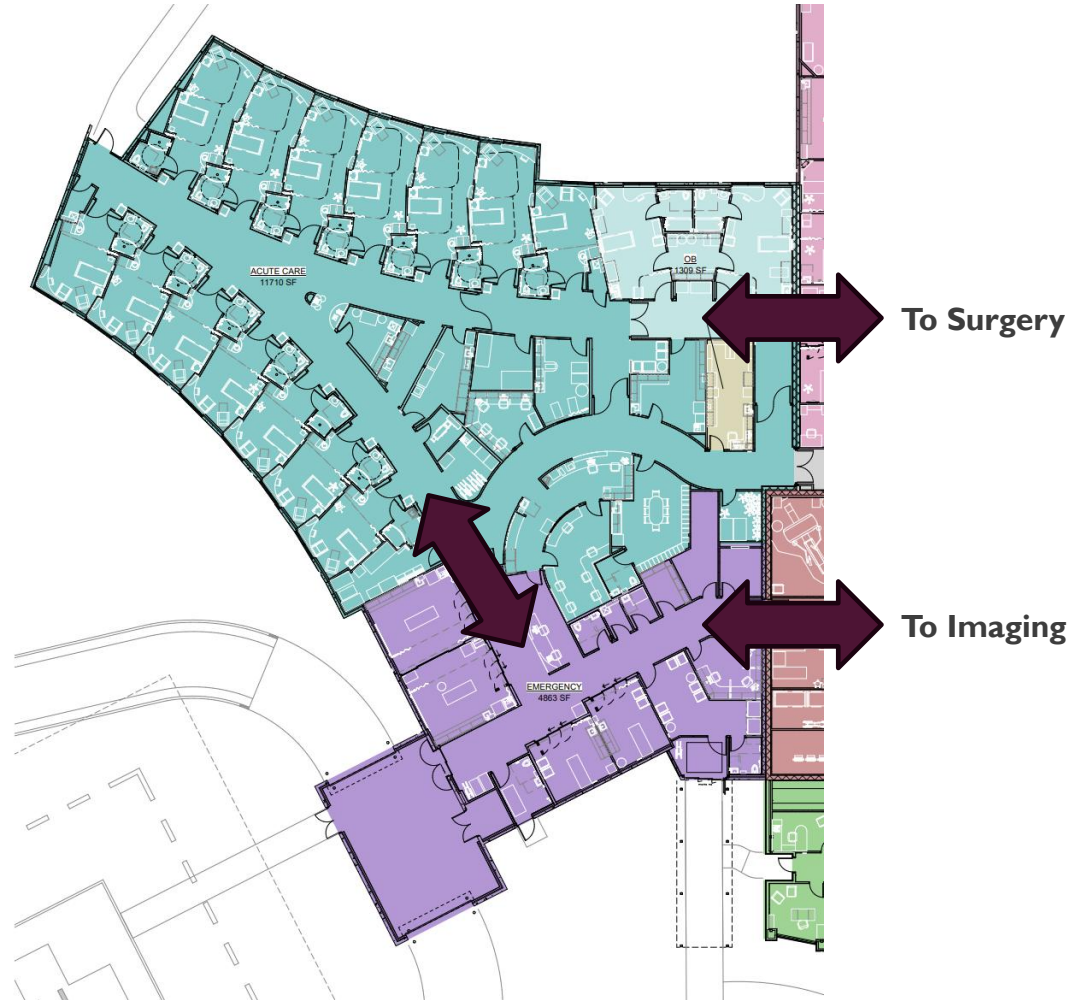 ACUTE CARE
11710 SF
OB
1309 SF
To Surgery
To Imaging
EMERGENCY
4863 SF